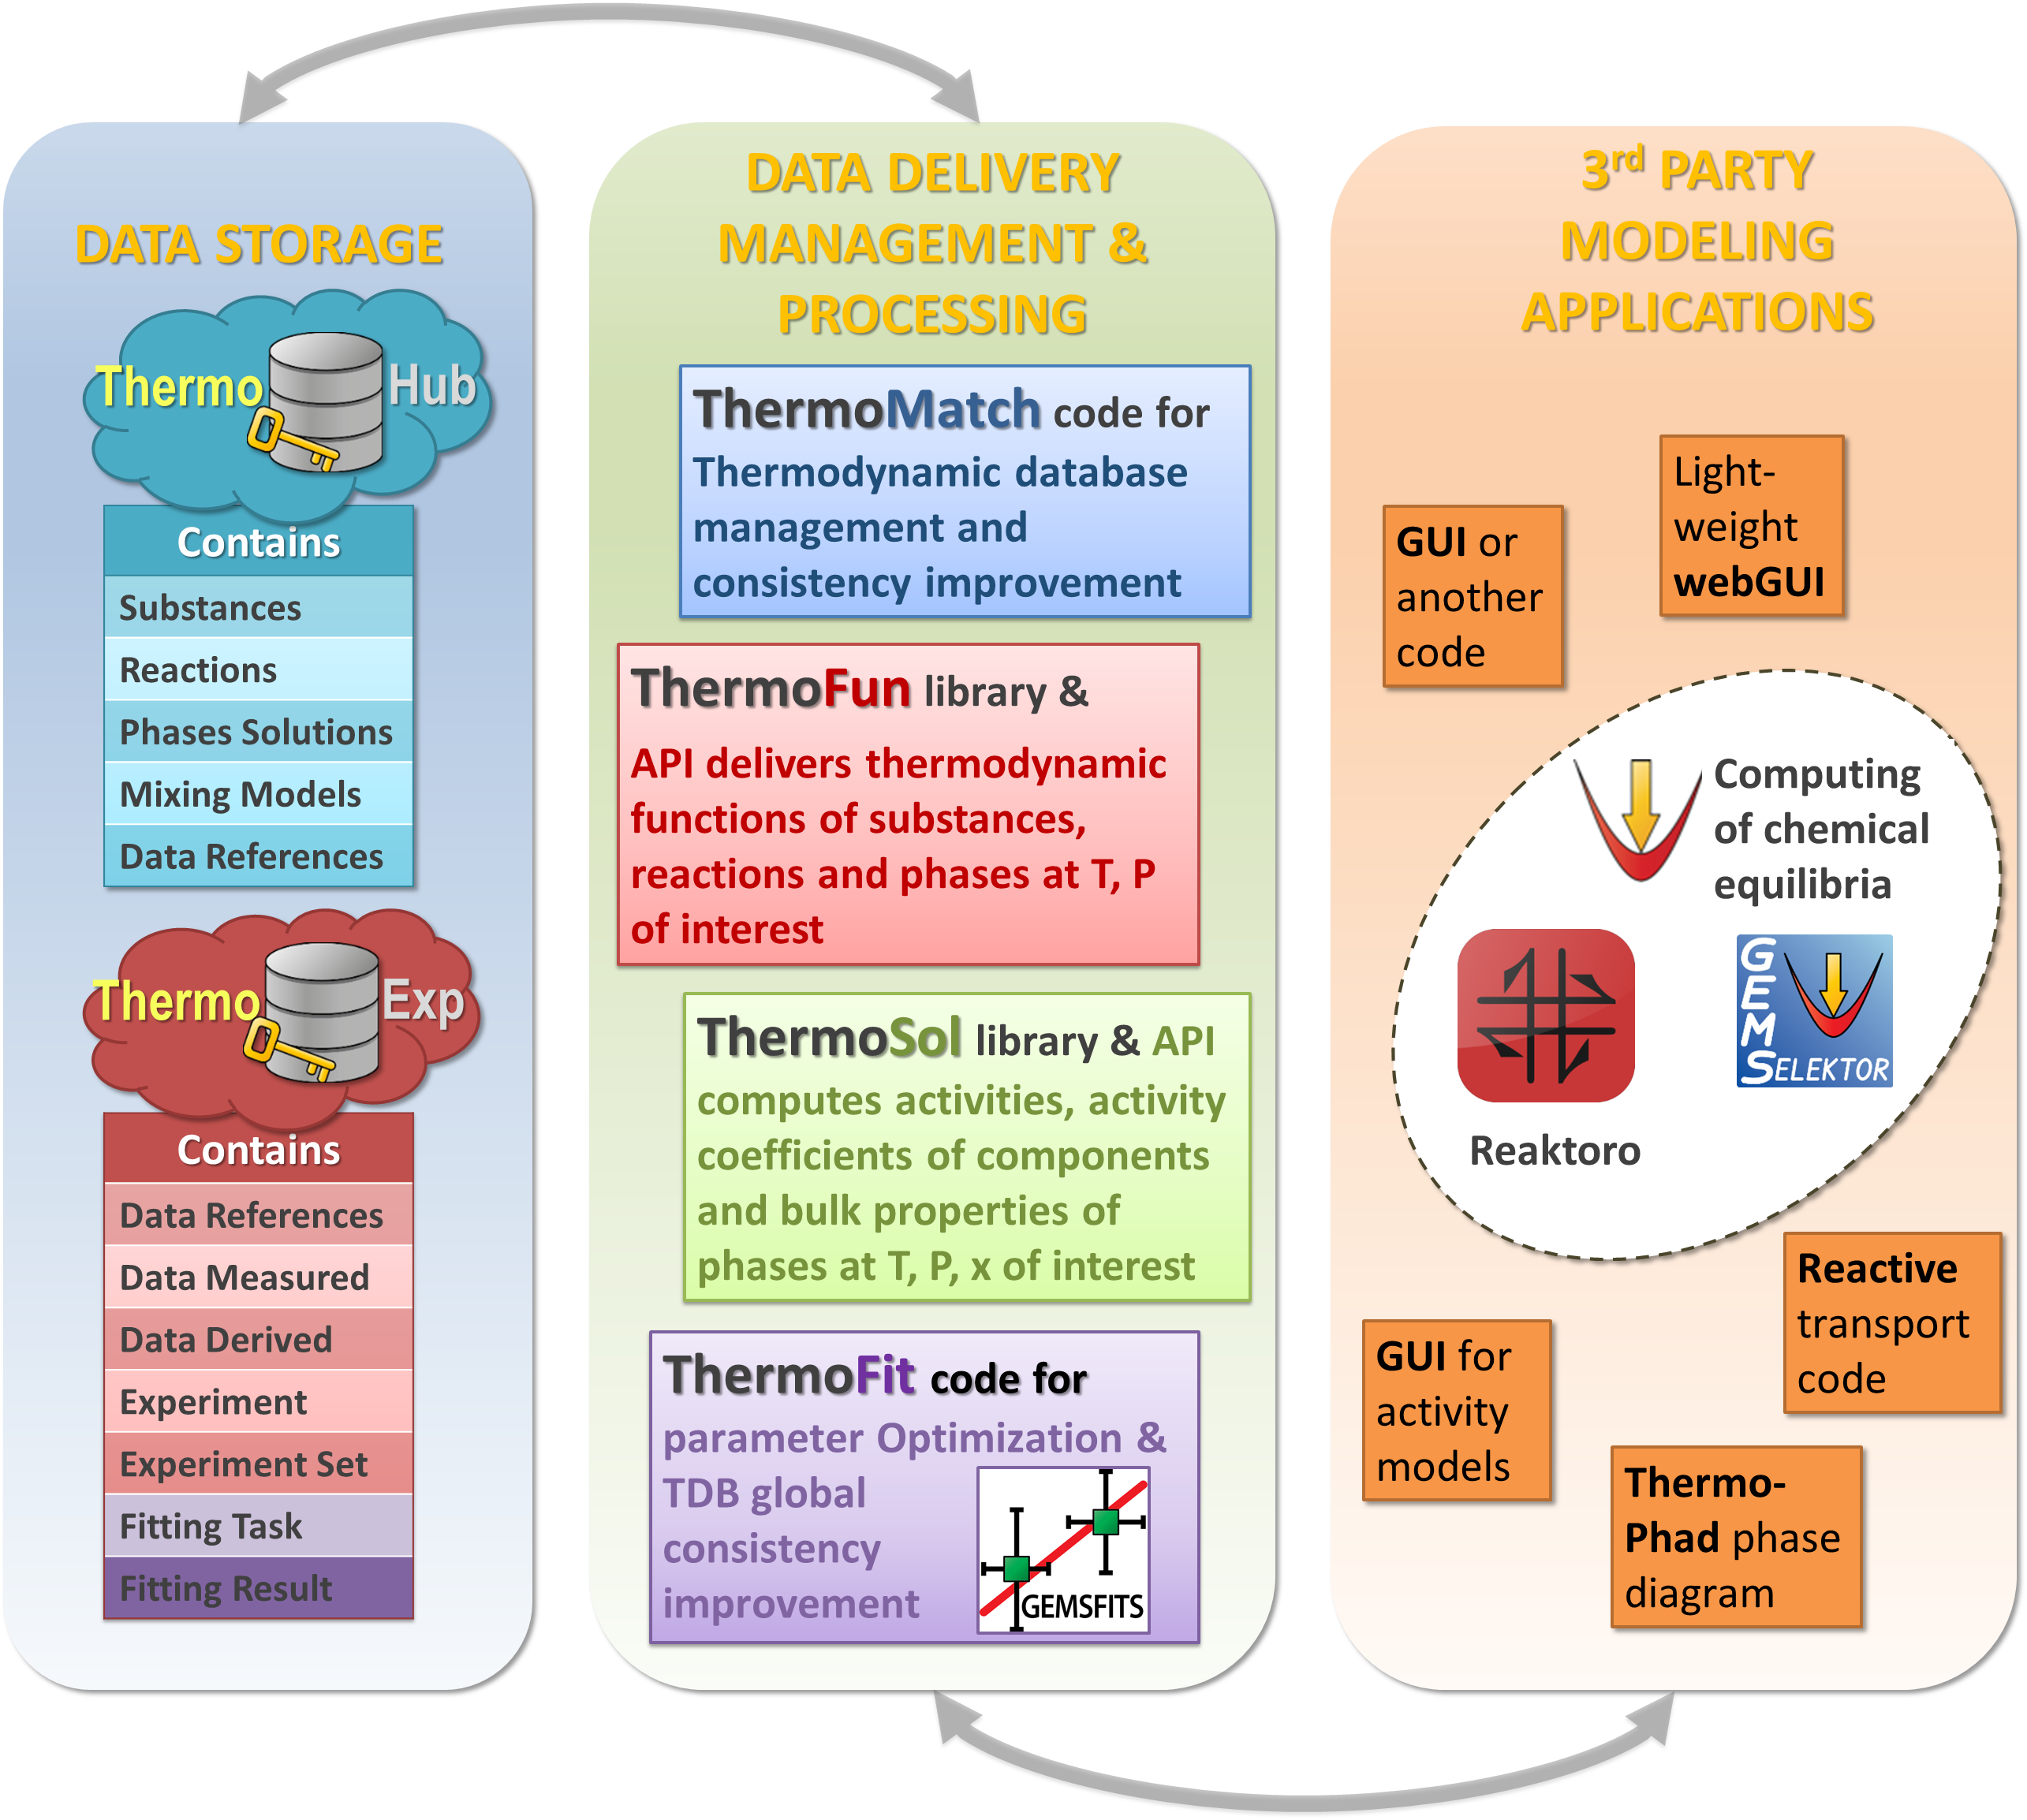 DATA STORAGE
Thermo Hub
Contains
Substances
Reactions
Phases Solutions
Mixing Models
Data References
Thermo Exp
Contains
Data References
Data Measured
Data Derived
Experiment
Experiment Set
Fitting Task
Fitting Result
DATA DELIVERY
MANAGEMENT &
PROCESSING
ThermoMatch code for
Thermodynamic database
management and
consistency improvement
ThermoFun library &
API delivers thermodynamic
functions of substances,
reactions and phases at T, P
of interest
ThermoSol library & API
computes activities, activity
coefficients of components
and bulk properties of
phases at T, P, x of interest
ThermoFit code for
parameter Optimization &
TDB global
consistency
improvement
GEMSFITS
3rd PARTY
MODELING
APPLICATIONS
GUI or
another
code
Light-
weight
webGUI
Computing
of chemical
equilibria
Reaktoro
GEMS
SELEKTOR
Reactive
transport
code
GUI for
activity
models
Thermo-
Phad phase
diagram